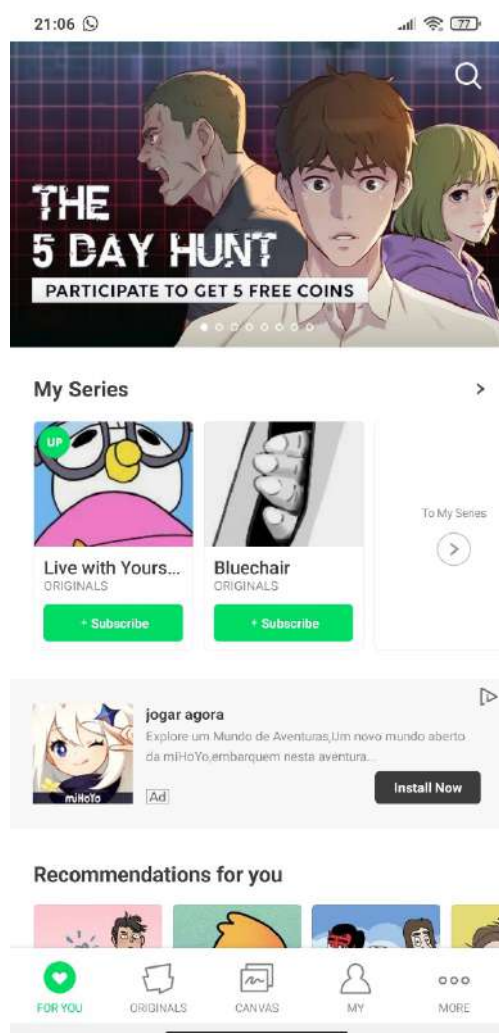 21:06
77
THE
5 DAY HUNT
PARTICIPATE TO GET 5 FREE COINS
My Series
UP
Live with Yours...
ORIGINALS
+ Subscribe
Bluechair
ORIGINALS
+ Subscribe
To My Series
jogar agora
Explore um Mundo de Aventuras,Um novo mundo aberto
da miHoYo,embarquem nesta aventura...
miHoYo
Ad
Install Now
Recommendations for you
FOR YOU
ORIGINALS
CANVAS
MY
MORE